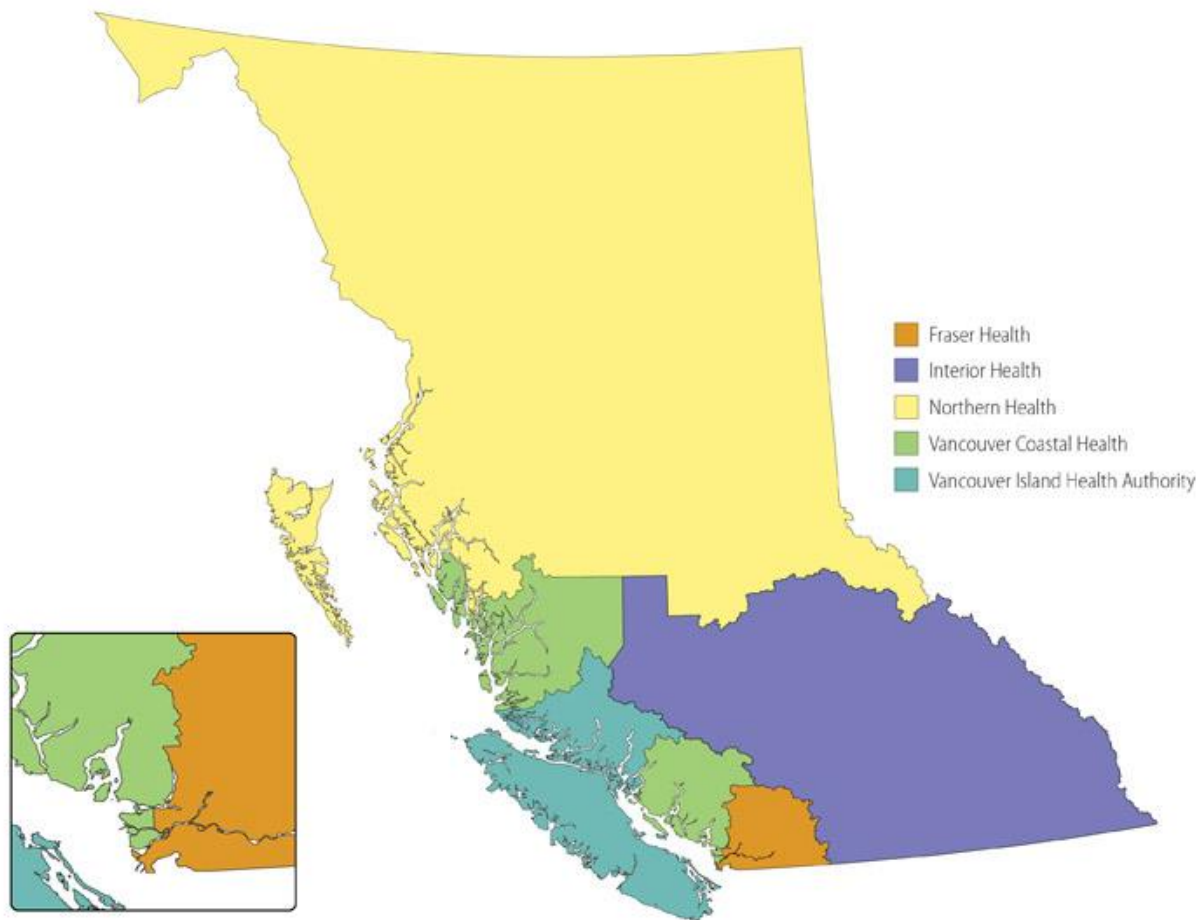 Fraser Health
Interior Health
Northern Health
Vancouver Coastal Health
Vancouver Island Health Authority